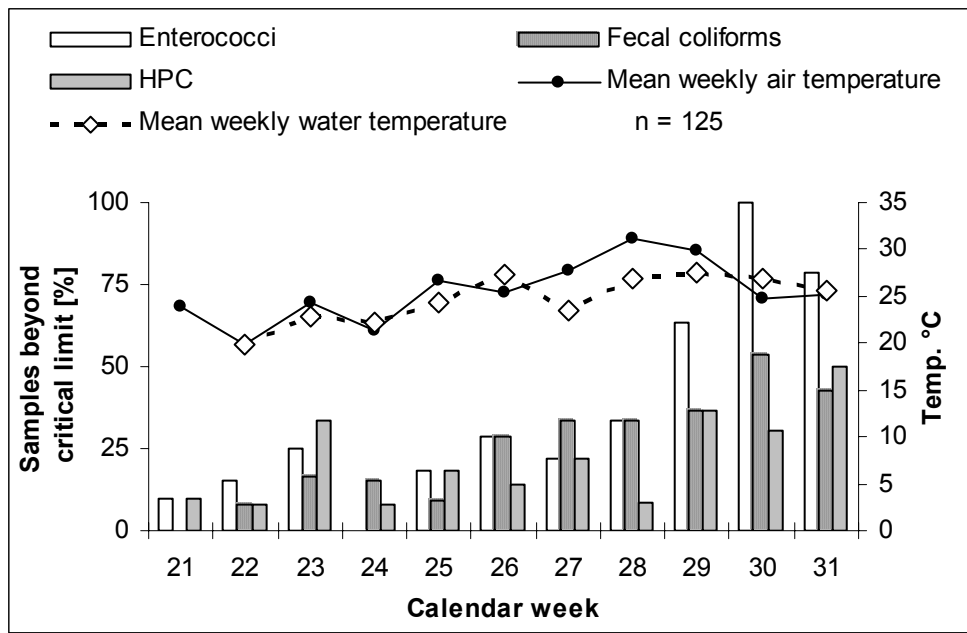 Enterococci
Fecal coliforms
HPC
Mean weekly air temperature
Mean weekly water temperature
n = 125
Samples beyond
critical limit [%]
100
75
50
25
0
35
30
25
20
15
10
5
0
Temp. °C
21 22 23 24 25 26 27 28 29 30 31
Calendar week